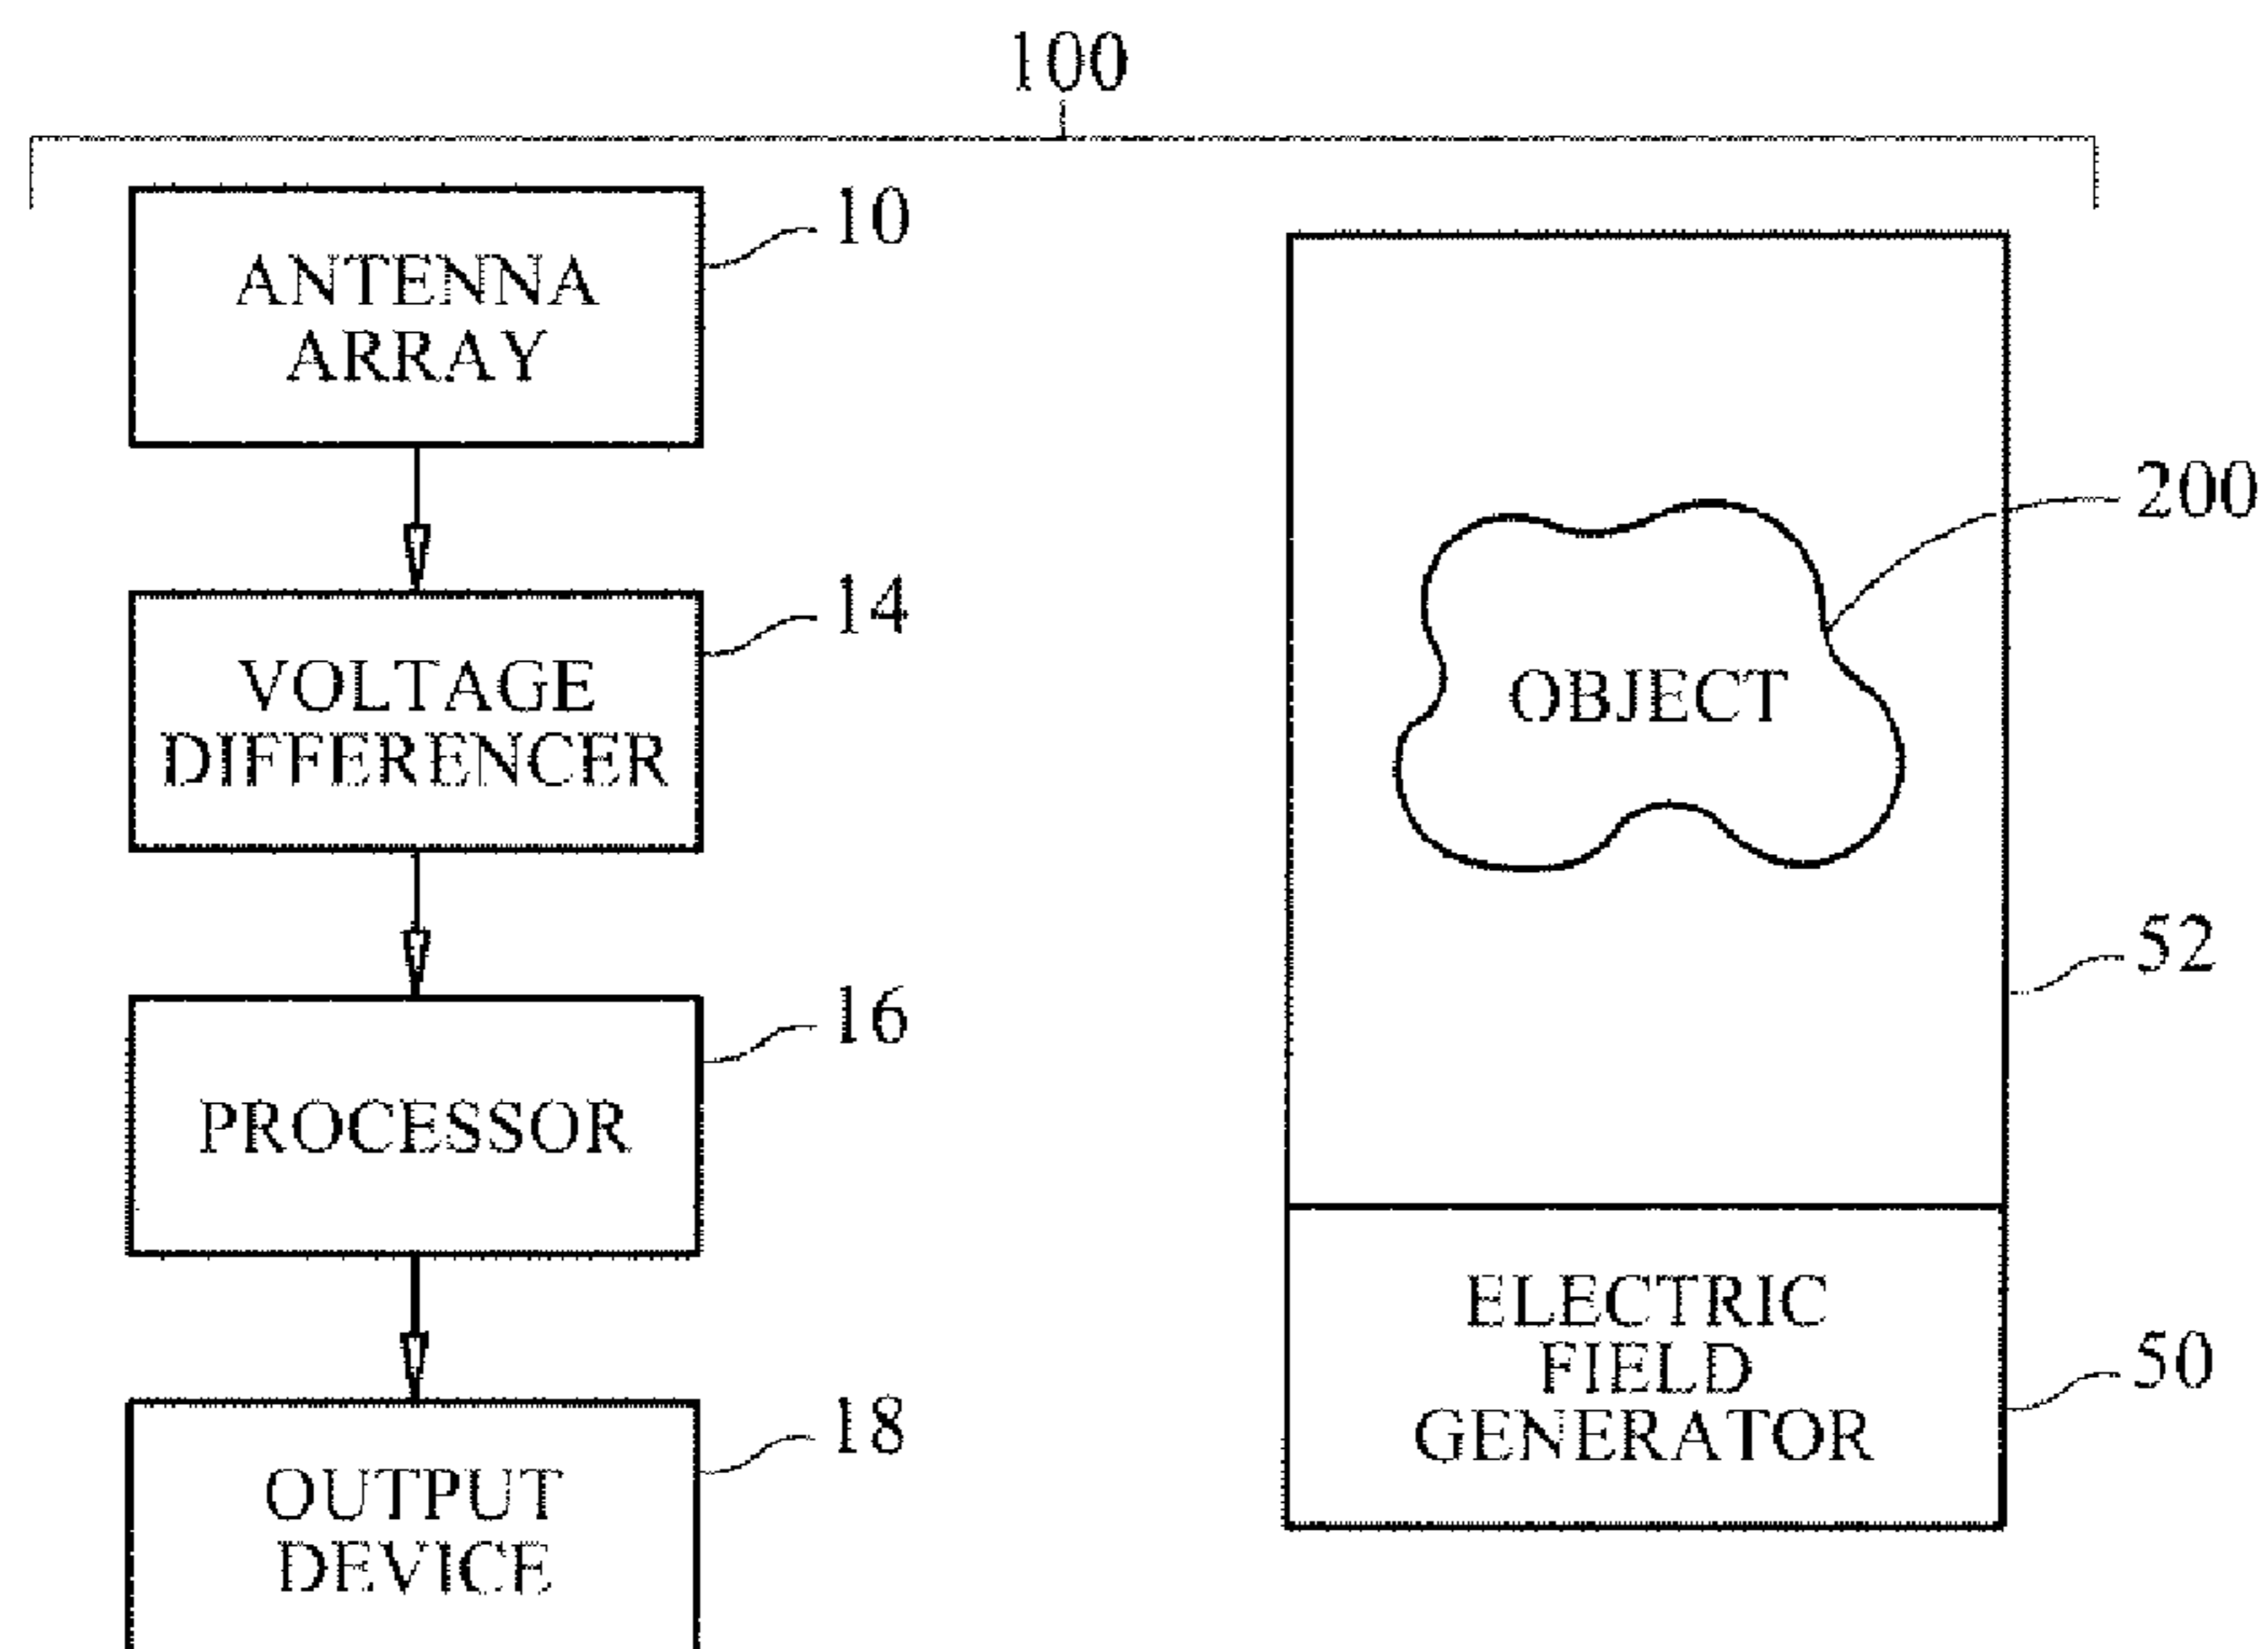 100
10
ANTENNA
ARRAY
14
VOLTAGE
DIFFERENCER
16
PROCESSOR
18
OUTPUT
DEVICE
200
OBJECT
52
ELECTRIC
FIELD
GENERATOR
50